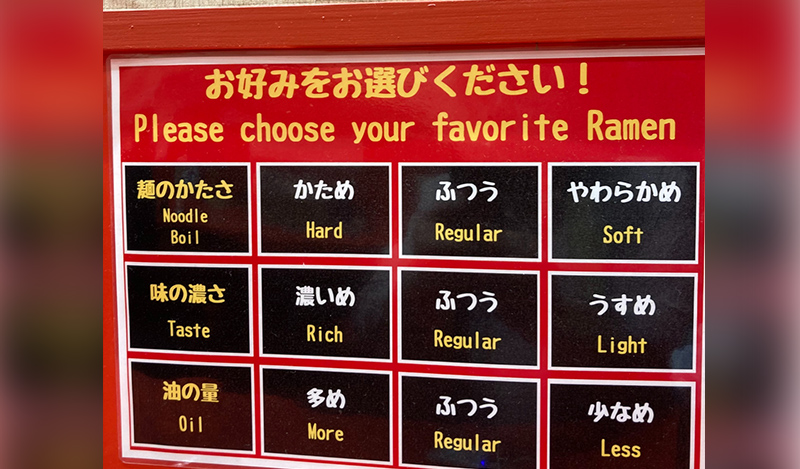 お好みをお選びください！
Please choose your favorite Ramen
麺のかたさ
Noodle
Boil
かため
Hard
ふつう
Regular
やわらかめ
Soft
味の濃さ
Taste
濃いめ
Rich
ふつう
Regular
うすめ
Light
油の量
Oil
多め
More
ふつう
Regular
少なめ
Less